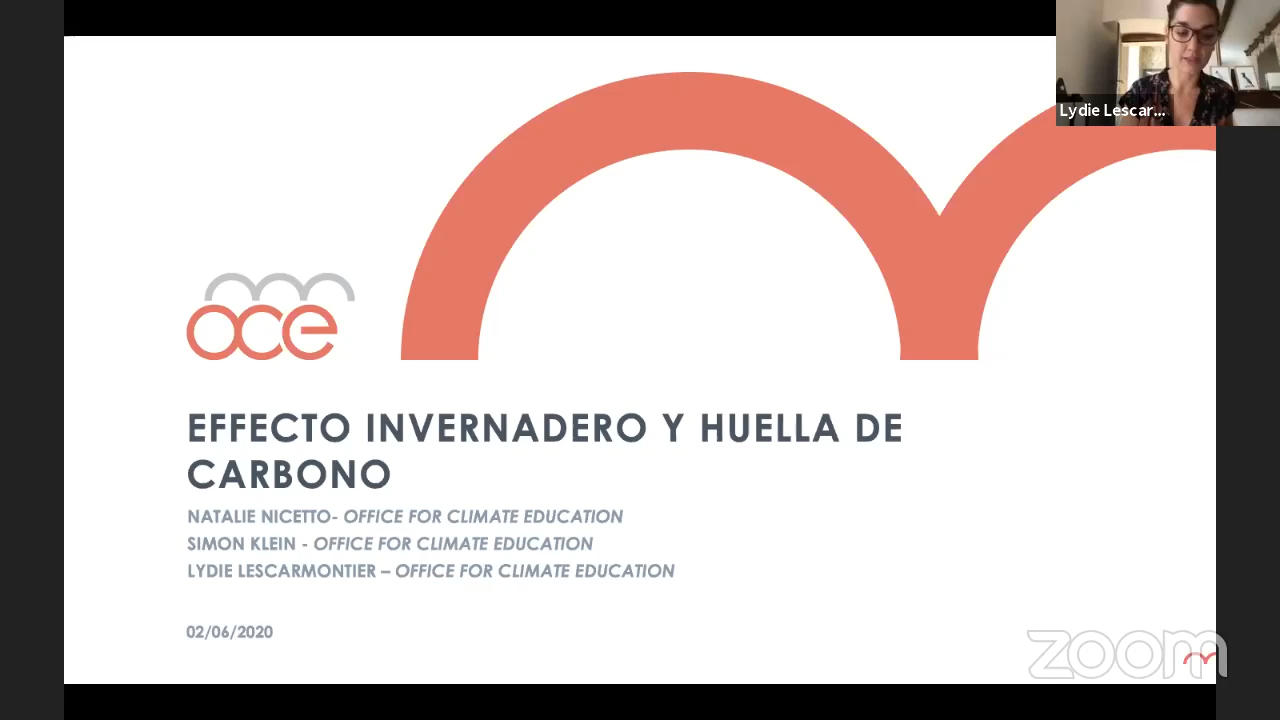 Lydie Lescar...
oce
EFFECTO INVERNADERO Y HUELLA DE
CARBONO
NATALIE NICETTO- OFFICE FOR CLIMATE EDUCATION
SIMON KLEIN - OFFICE FOR CLIMATE EDUCATION
LYDIE LESCARMONTIER – OFFICE FOR CLIMATE EDUCATION
02/06/2020
zoom